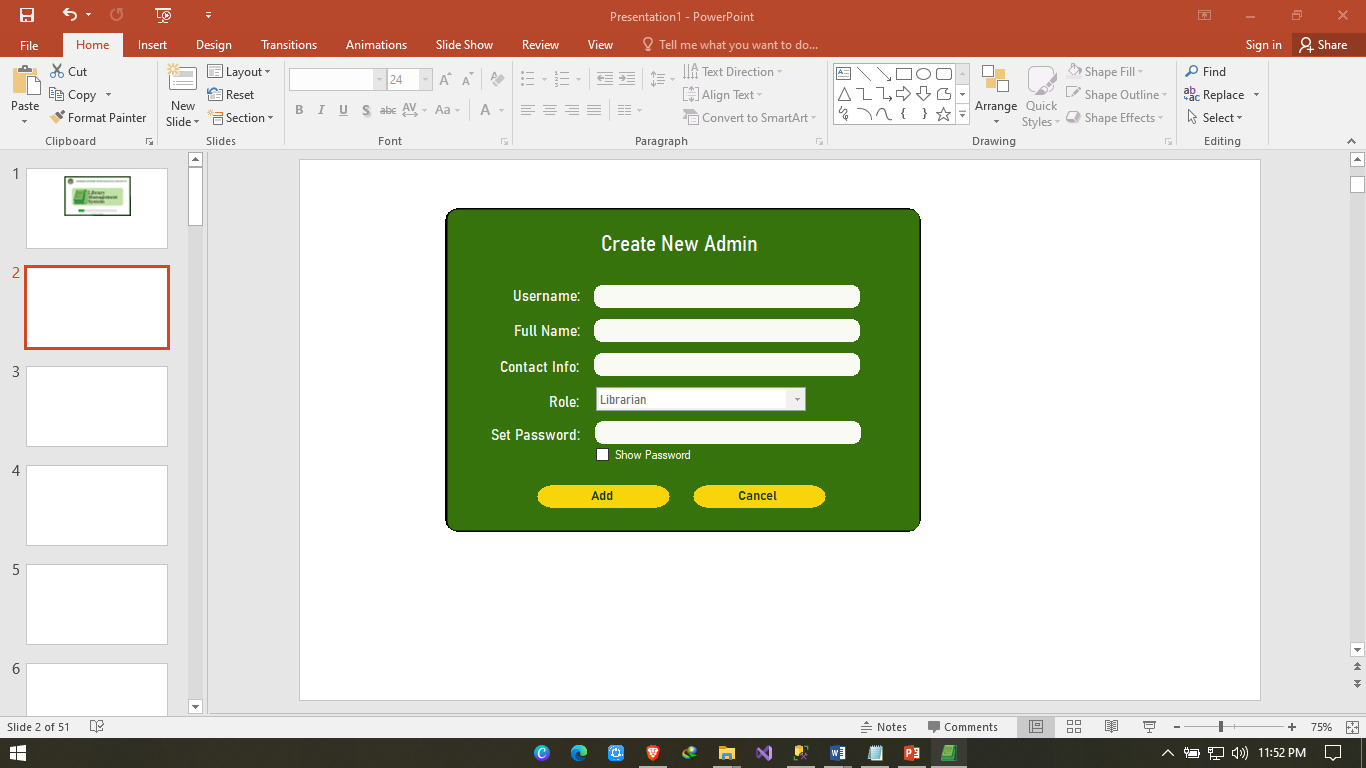 Presentation1 - PowerPoint
File Home Insert Design Transitions Animations Slide Show Review View Tell me what you want to do... Sign in Share
Paste
Cut
Copy
Format Painter
Clipboard
New Slide
Layout
Reset
Section
Slides
24
B I U S abc AV Aa A
Font
Paragraph
Text Direction
Align Text
Convert to SmartArt
Arrange
Quick Styles
Shape Fill
Shape Outline
Shape Effects
Drawing
Find
Replace
Select
Editing
1
Library
Management
System
2
3
4
5
6
Create New Admin
Username:
Full Name:
Contact Info:
Role: Librarian
Set Password:
Show Password
Add Cancel
Slide 2 of 51 Notes Comments 75%
11:52 PM